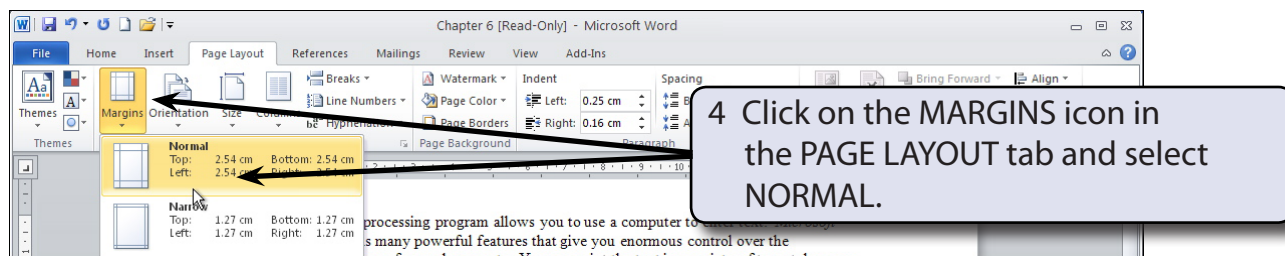 Chapter 6 [Read-Only] - Microsoft Word
File Home Insert Page Layout References Mailings Review View Add-Ins
Aa Breaks Watermark Indent Spacing Bring Forward Align
Themes Margins Orientation Size Line Numbers Page Color Left: 0.25 cm
Page Borders Right: 0.16 cm
Themes Page Background
4 Click on the MARGINS icon in
the PAGE LAYOUT tab and select
NORMAL.
Normal
Top: 2.54 cm Bottom: 2.54 cm
Left: 2.54 cm
Narrow
Top: 1.27 cm Bottom: 1.27 cm
Left: 1.27 cm Right: 1.27 cm
processing program allows you to use a computer to
many powerful features that give you enormous control over the